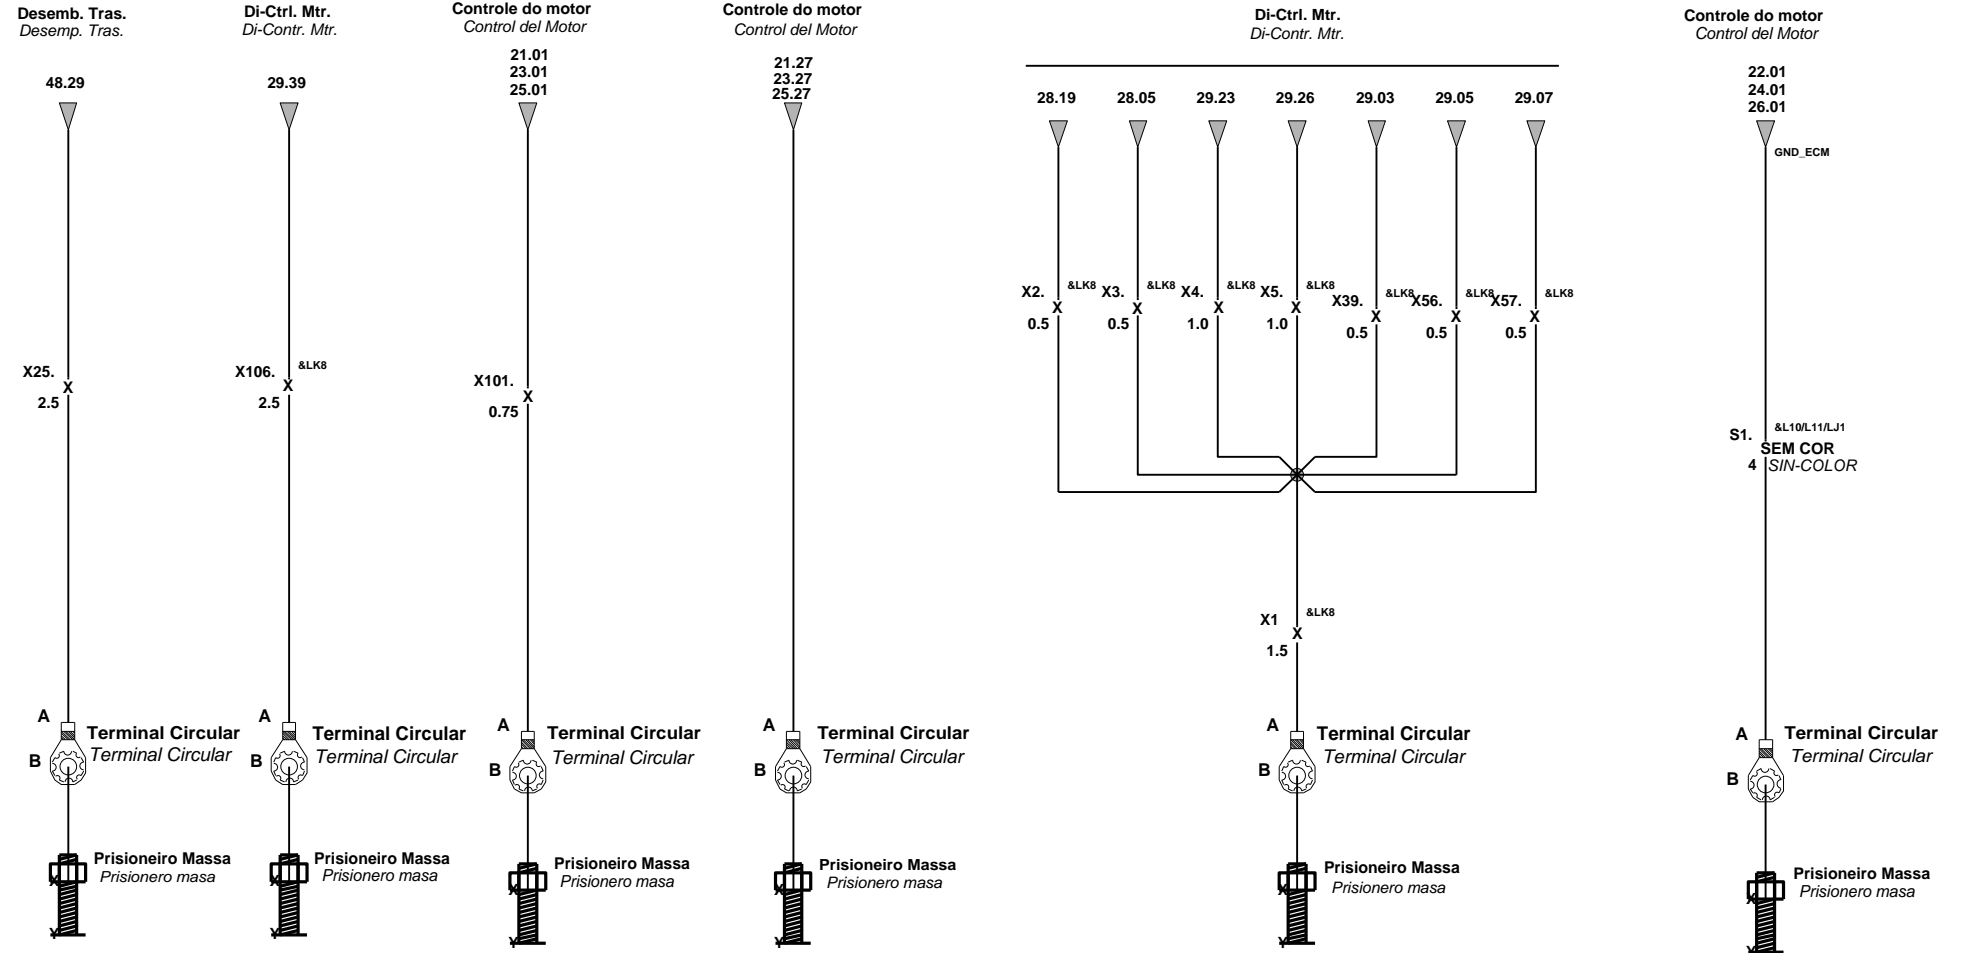 Desemb. Tras.
Desemp. Tras.
48.29
X25.
X
2.5
A
B
Terminal Circular
Terminal Circular
Prisioneiro Massa
Prisionero masa
X
Y
Di-Ctrl. Mtr.
Di-Contr. Mtr.
29.39
X106.
X
&LK8
2.5
A
B
Terminal Circular
Terminal Circular
Prisioneiro Massa
Prisionero masa
X
Y
Controle do motor
Control del Motor
21.01
23.01
25.01
X101.
X
0.75
A
B
Terminal Circular
Terminal Circular
Prisioneiro Massa
Prisionero masa
X
Y
Controle do motor
Control del Motor
21.27
23.27
25.27
A
B
Terminal Circular
Terminal Circular
Prisioneiro Massa
Prisionero masa
X
Y
Di-Ctrl. Mtr.
Di-Contr. Mtr.
28.19 28.05 29.23 29.26 29.03 29.05 29.07
X2. X &LK8
0.5
X3. X &LK8
0.5
X4. X &LK8
1.0
X5. X &LK8
1.0
X39. X &LK8
0.5
X56. X &LK8
0.5
X57. X &LK8
0.5
X1 X &LK8
1.5
A
B
Terminal Circular
Terminal Circular
Prisioneiro Massa
Prisionero masa
X
Y
Controle do motor
Control del Motor
22.01
24.01
26.01
GND_ECM
&L10/L11/LJ1
S1.
SEM COR
4 SIN-COLOR
A
B
Terminal Circular
Terminal Circular
Prisioneiro Massa
Prisionero masa
X
Y